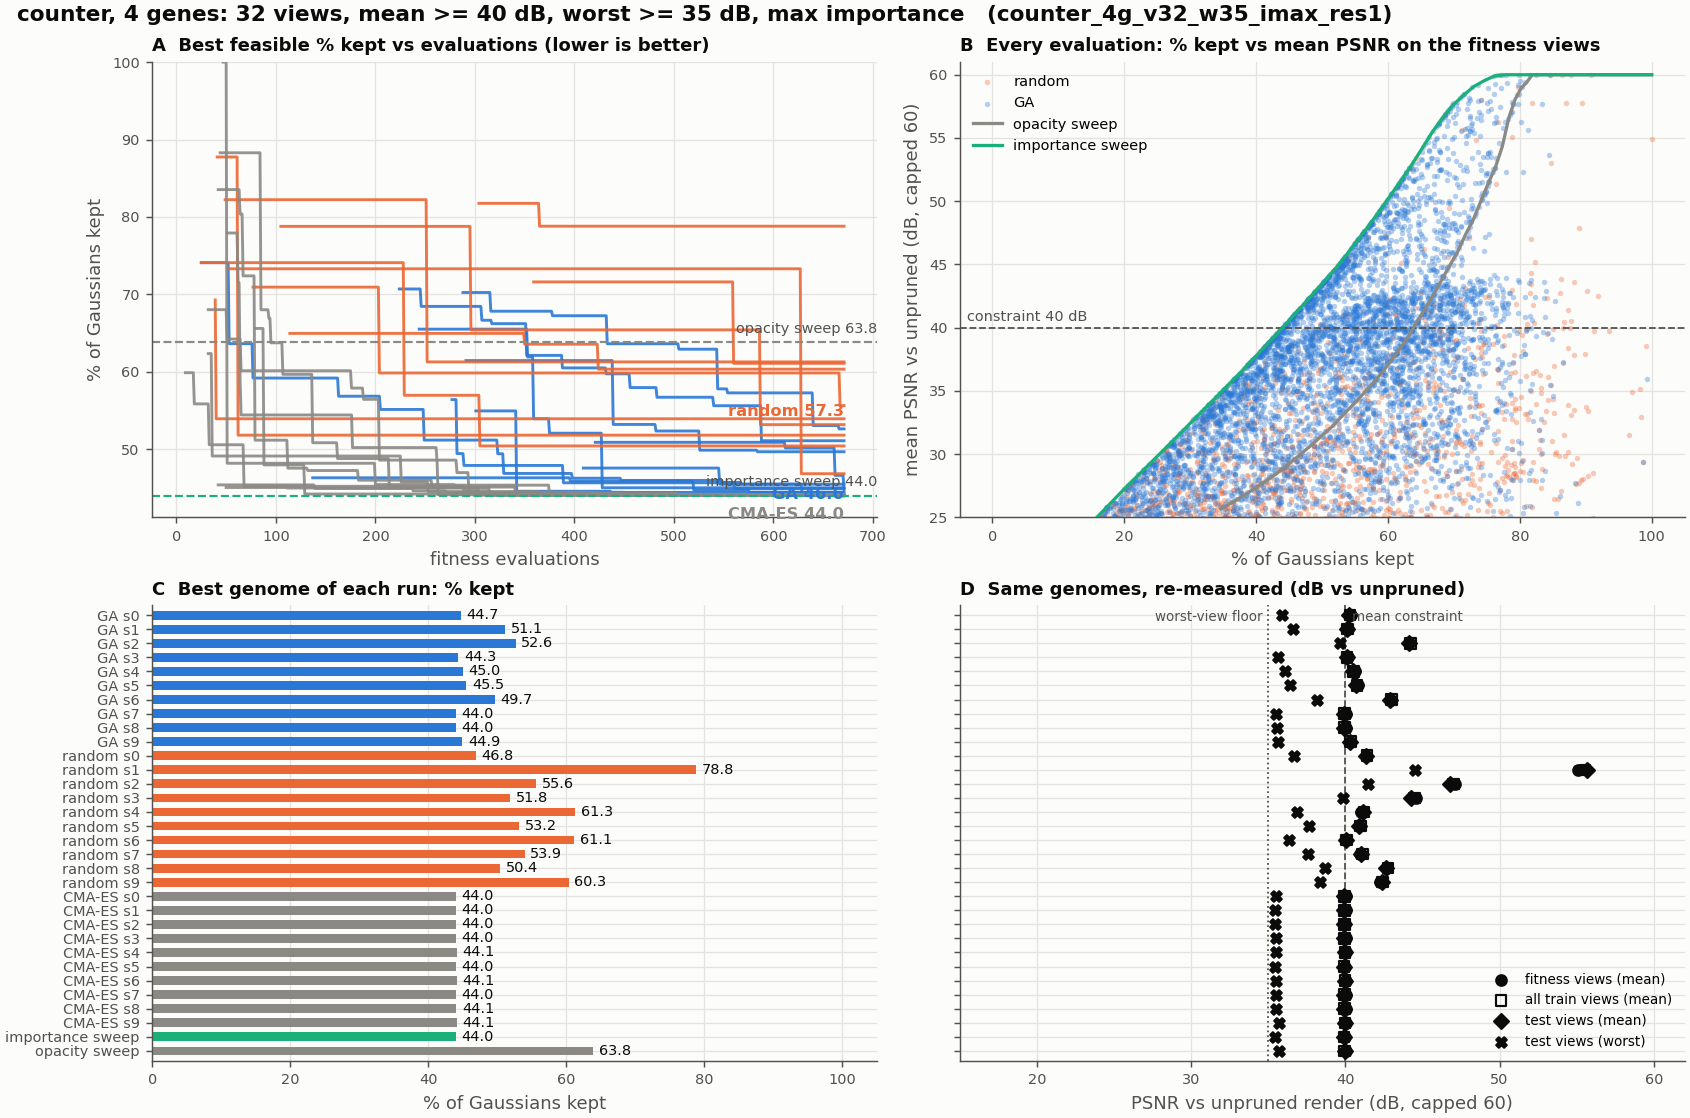 counter, 4 genes: 32 views, mean >= 40 dB, worst >= 35 dB, max importance (counter_4g_v32_w35_imax_res1)
A Best feasible % kept vs evaluations (lower is better)
% of Gaussians kept
100
90
80
70
60
50
opacity sweep 63.8
random 57.3
importance sweep 44.0
CMA-ES 44.0
0
100
200
300
400
500
600
700
fitness evaluations
B Every evaluation: % kept vs mean PSNR on the fitness views
mean PSNR vs unpruned (dB, capped 60)
60
55
50
45
40
35
30
25
random
GA
opacity sweep
importance sweep
constraint 40 dB
0
20
40
60
80
100
% of Gaussians kept
C Best genome of each run: % kept
GA s0 44.7
GA s1 51.1
GA s2 52.6
GA s3 44.3
GA s4 45.0
GA s5 45.5
GA s6 49.7
GA s7 44.0
GA s8 44.0
GA s9 44.9
random s0 46.8
random s1 78.8
random s2 55.6
random s3 51.8
random s4 61.3
random s5 53.2
random s6 61.1
random s7 53.9
random s8 50.4
random s9 60.3
CMA-ES s0 44.0
CMA-ES s1 44.0
CMA-ES s2 44.0
CMA-ES s3 44.0
CMA-ES s4 44.1
CMA-ES s5 44.0
CMA-ES s6 44.1
CMA-ES s7 44.0
CMA-ES s8 44.1
CMA-ES s9 44.1
importance sweep 44.0
opacity sweep 63.8
0
20
40
60
80
100
% of Gaussians kept
D Same genomes, re-measured (dB vs unpruned)
worst-view floor
mean constraint
fitness views (mean)
all train views (mean)
test views (mean)
test views (worst)
20
30
40
50
60
PSNR vs unpruned render (dB, capped 60)